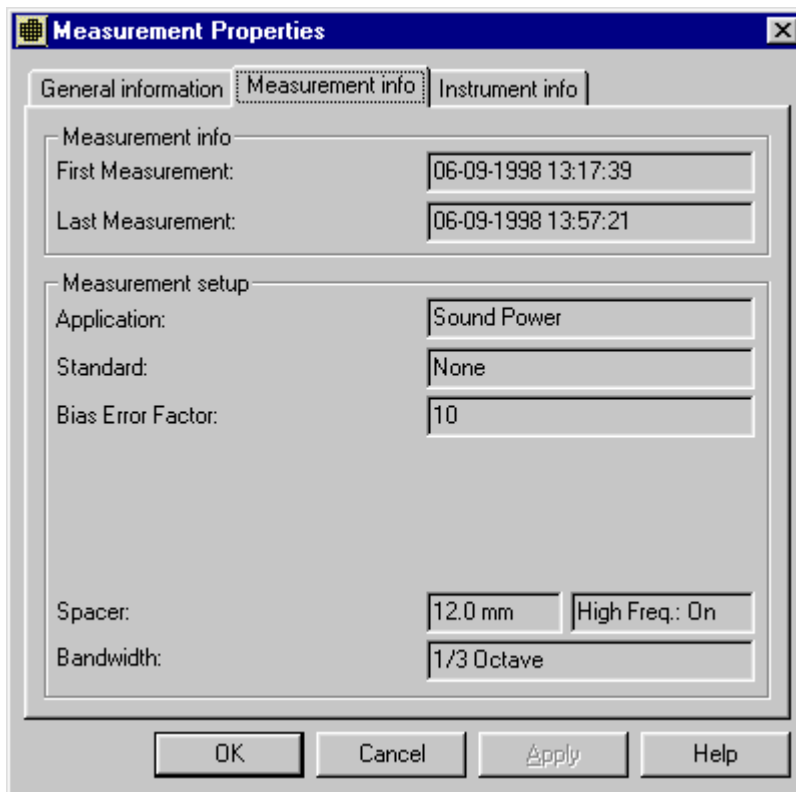 Measurement Properties
General information Measurement info Instrument info
Measurement info
First Measurement: 06-09-1998 13:17:39
Last Measurement: 06-09-1998 13:57:21
Measurement setup
Application: Sound Power
Standard: None
Bias Error Factor: 10
Spacer: 12.0 mm High Freq.: On
Bandwidth: 1/3 Octave
OK Cancel Apply Help